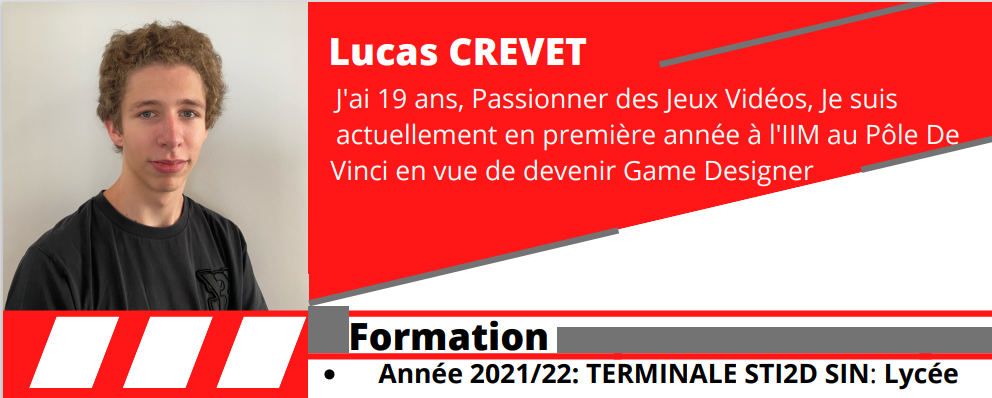 Lucas CREVET
J'ai 19 ans, Passionner des Jeux Vidéos, Je suis
actuellement en première année à l'IIM au Pôle De
Vinci en vue de devenir Game Designer
Formation
• Année 2021/22: TERMINALE STI2D SIN: Lycée